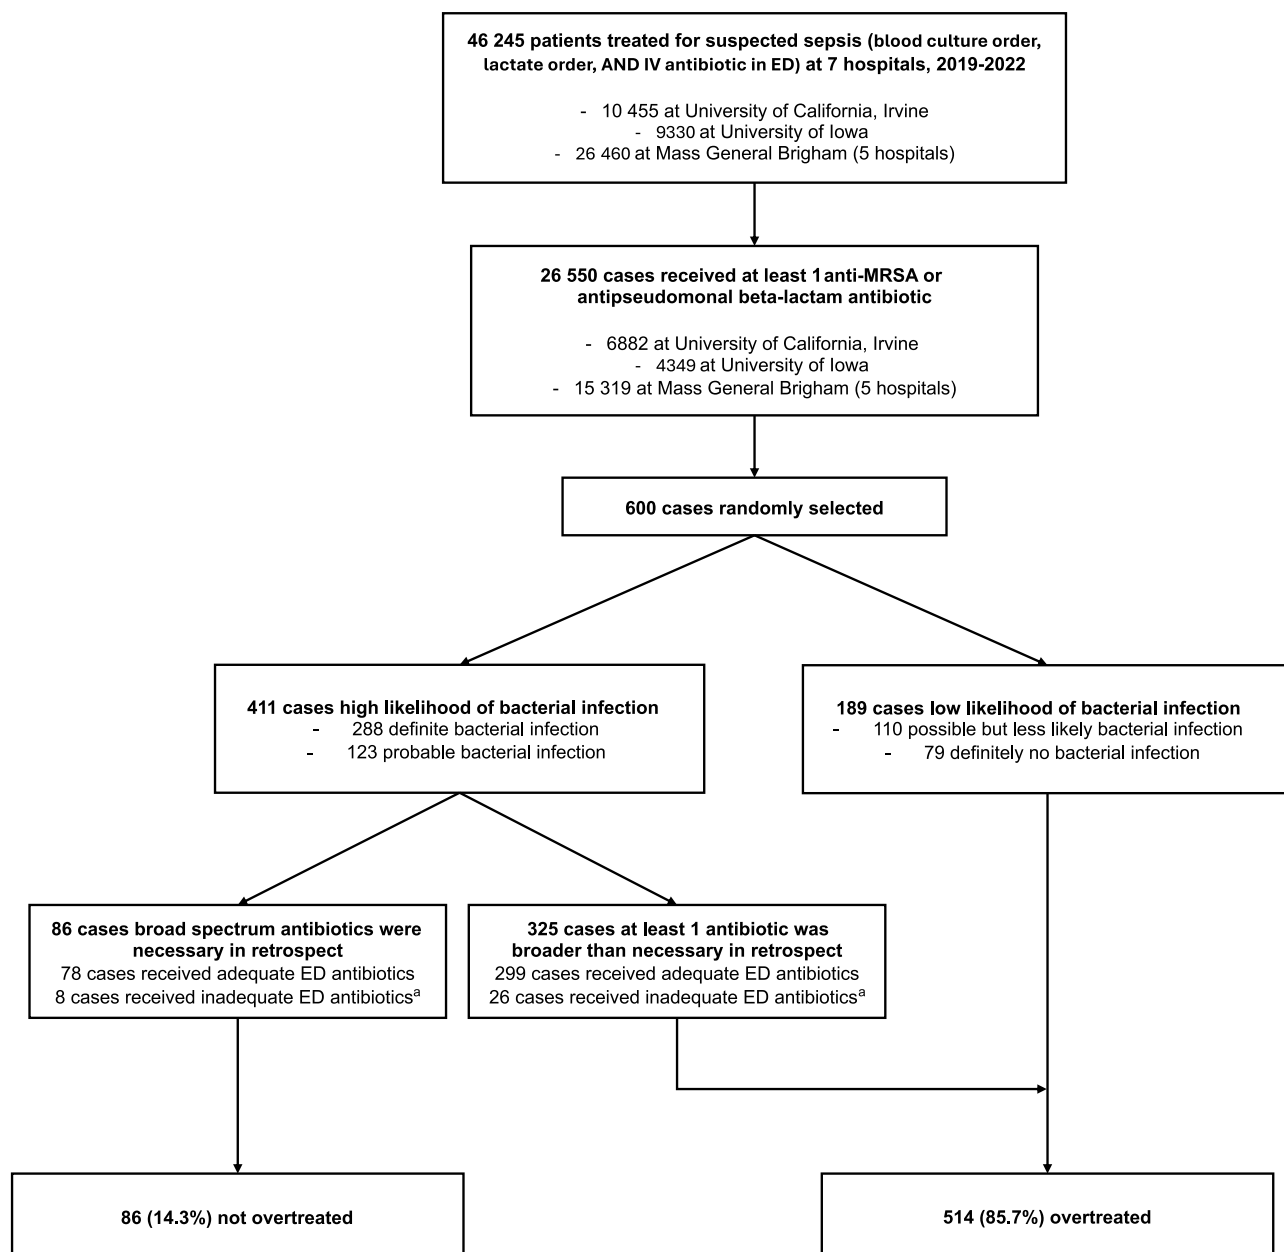 46 245 patients treated for suspected sepsis (blood culture order,
lactate order, AND IV antibiotic in ED) at 7 hospitals, 2019-2022
- 10 455 at University of California, Irvine
- 9330 at University of Iowa
- 26 460 at Mass General Brigham (5 hospitals)
26 550 cases received at least 1 anti-MRSA or
antipseudomonal beta-lactam antibiotic
- 6882 at University of California, Irvine
- 4349 at University of Iowa
- 15 319 at Mass General Brigham (5 hospitals)
600 cases randomly selected
411 cases high likelihood of bacterial infection
- 288 definite bacterial infection
- 123 probable bacterial infection
189 cases low likelihood of bacterial infection
- 110 possible but less likely bacterial infection
- 79 definitely no bacterial infection
86 cases broad spectrum antibiotics were
necessary in retrospect
78 cases received adequate ED antibiotics
8 cases received inadequate ED antibioticsᵃ
325 cases at least 1 antibiotic was
broader than necessary in retrospect
299 cases received adequate ED antibiotics
26 cases received inadequate ED antibioticsᵃ
86 (14.3%) not overtreated
514 (85.7%) overtreated